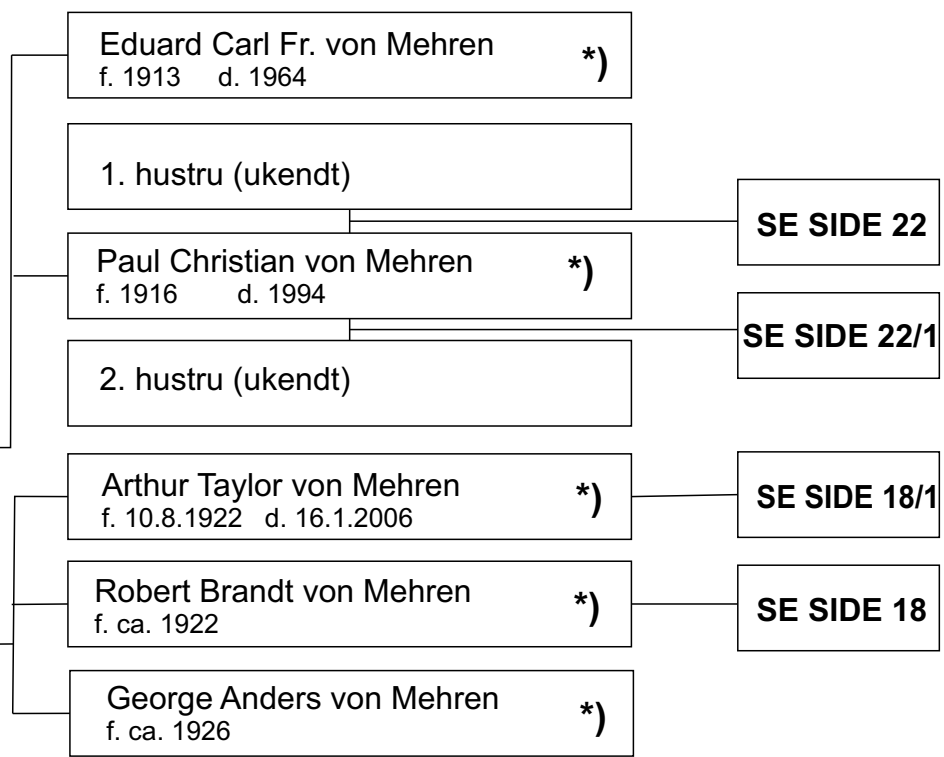 Eduard Carl Fr. von Mehren *)
f. 1913 d. 1964
1. hustru (ukendt)
SE SIDE 22
Paul Christian von Mehren *)
f. 1916 d. 1994
SE SIDE 22/1
2. hustru (ukendt)
Arthur Taylor von Mehren *)
f. 10.8.1922 d. 16.1.2006
SE SIDE 18/1
Robert Brandt von Mehren *)
f. ca. 1922
SE SIDE 18
George Anders von Mehren *)
f. ca. 1926